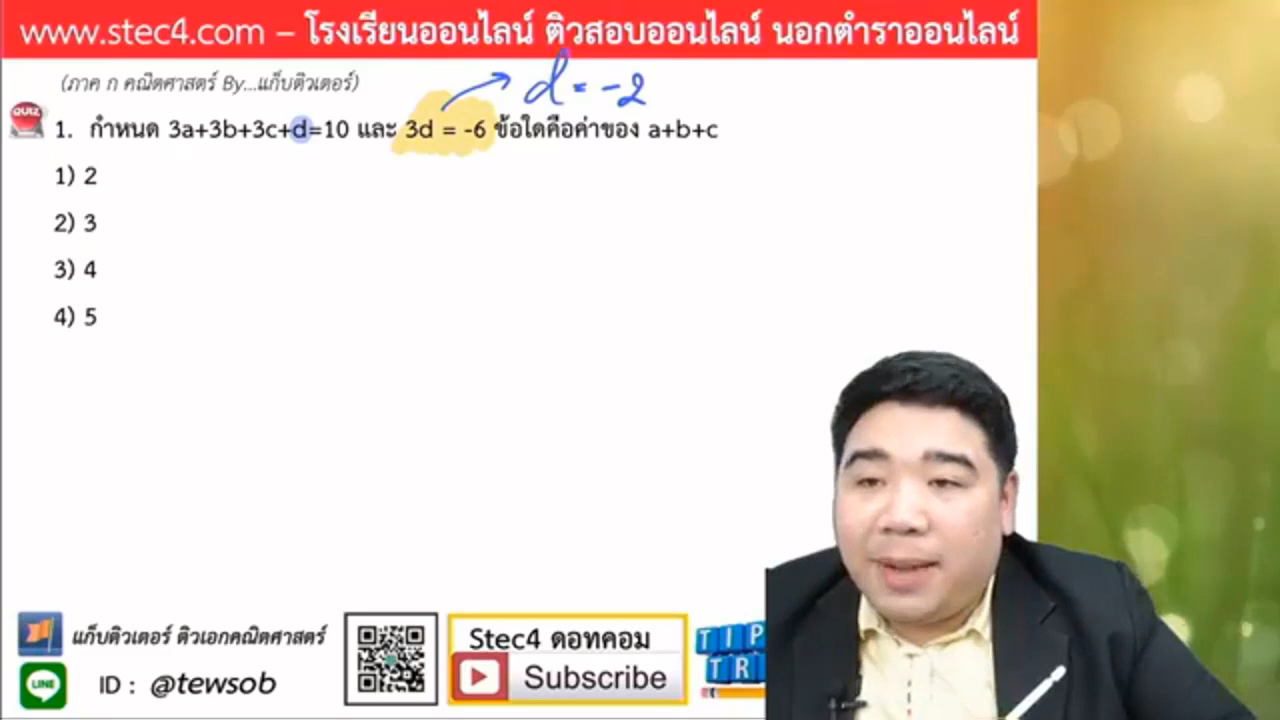 www.stec4.com – โรงเรียนออนไลน์ ติวสอบออนไลน์ นอกตำราออนไลน์
(ภาค ก คณิตศาสตร์ By...แก็บติวเตอร์)
d = -2
QUIZ
1. กำหนด 3a+3b+3c+d=10 และ 3d = -6 ข้อใดคือค่าของ a+b+c
1) 2
2) 3
3) 4
4) 5
แก็บติวเตอร์ ติวเอกคณิตศาสตร์
LINE
ID : @tewsob
Stec4 ดอทคอม
Subscribe
TIP
TRI